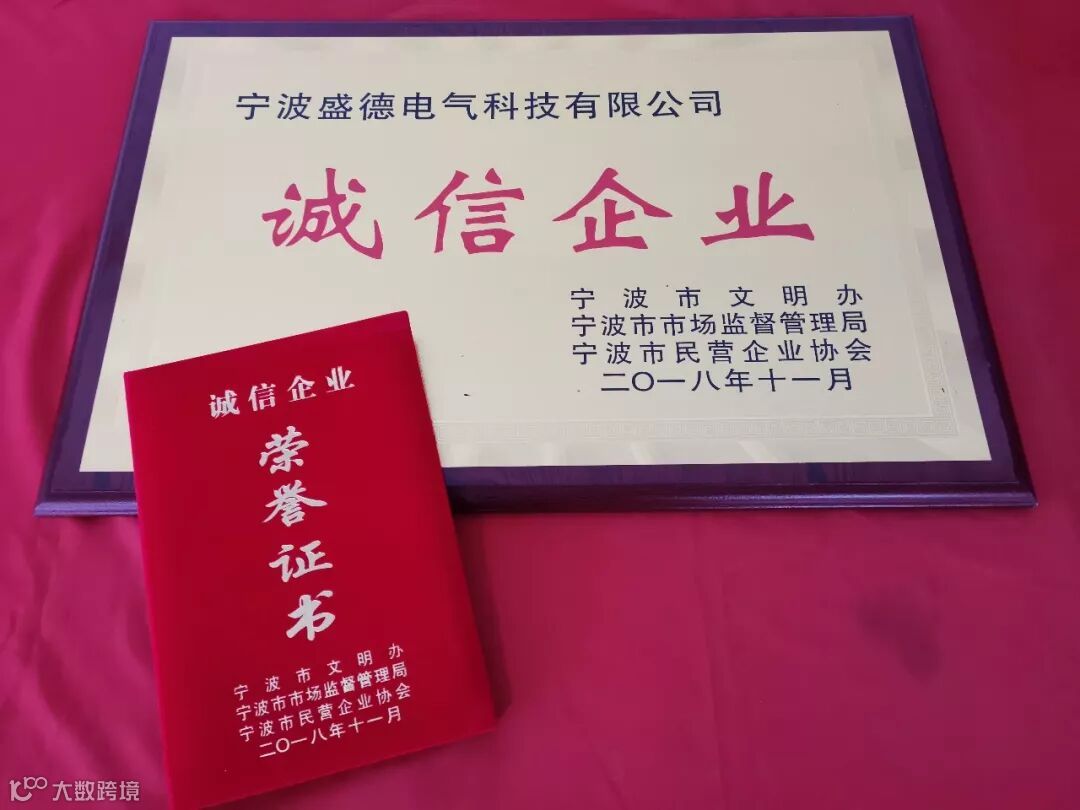 宁波盛德电气科技有限公司
诚信企业
宁波市文明办
宁波市市场监督管理局
宁波市民营企业协会
二〇一八年十一月
诚信企业
荣誉证书
宁波市文明办
宁波市市场监督管理局
宁波市民营企业协会
二〇一八年十一月
大数跨境